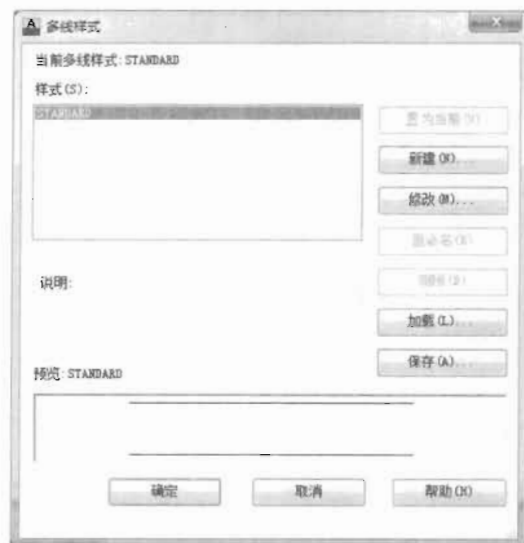 多线样式
当前多线样式:STANDARD
样式(S):
STANDARD
置为当前(U)
新建(N)...
修改(M)...
重命名(R)
删除(D)
加载(L)...
保存(A)...
说明:
预览:STANDARD
确定
取消
帮助(H)